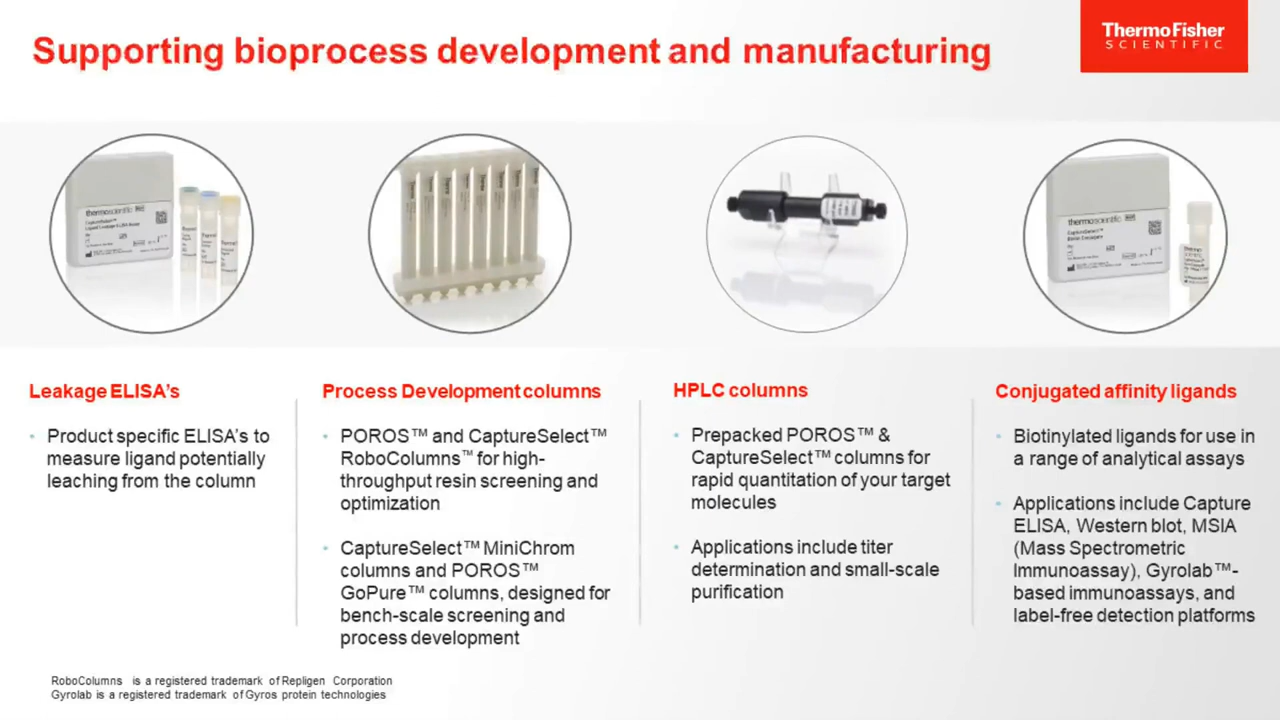 Supporting bioprocess development and manufacturing
ThermoFisher
SCIENTIFIC
thermoscientific
thermoscientific
Leakage ELISA's
• Product specific ELISA's to
measure ligand potentially
leaching from the column
Process Development columns
• POROS™ and CaptureSelect™
RoboColumns™ for high-
throughput resin screening and
optimization
• CaptureSelect™ MiniChrom
columns and POROS™
GoPure™ columns, designed for
bench-scale screening and
process development
HPLC columns
• Prepacked POROS™ &
CaptureSelect™ columns for
rapid quantitation of your target
molecules
• Applications include titer
determination and small-scale
purification
Conjugated affinity ligands
• Biotinylated ligands for use in
a range of analytical assays
• Applications include Capture
ELISA, Western blot, MSIA
(Mass Spectrometric
Immunoassay), Gyrolab™-
based immunoassays, and
label-free detection platforms
RoboColumns is a registered trademark of Repligen Corporation
Gyrolab is a registered trademark of Gyros protein technologies